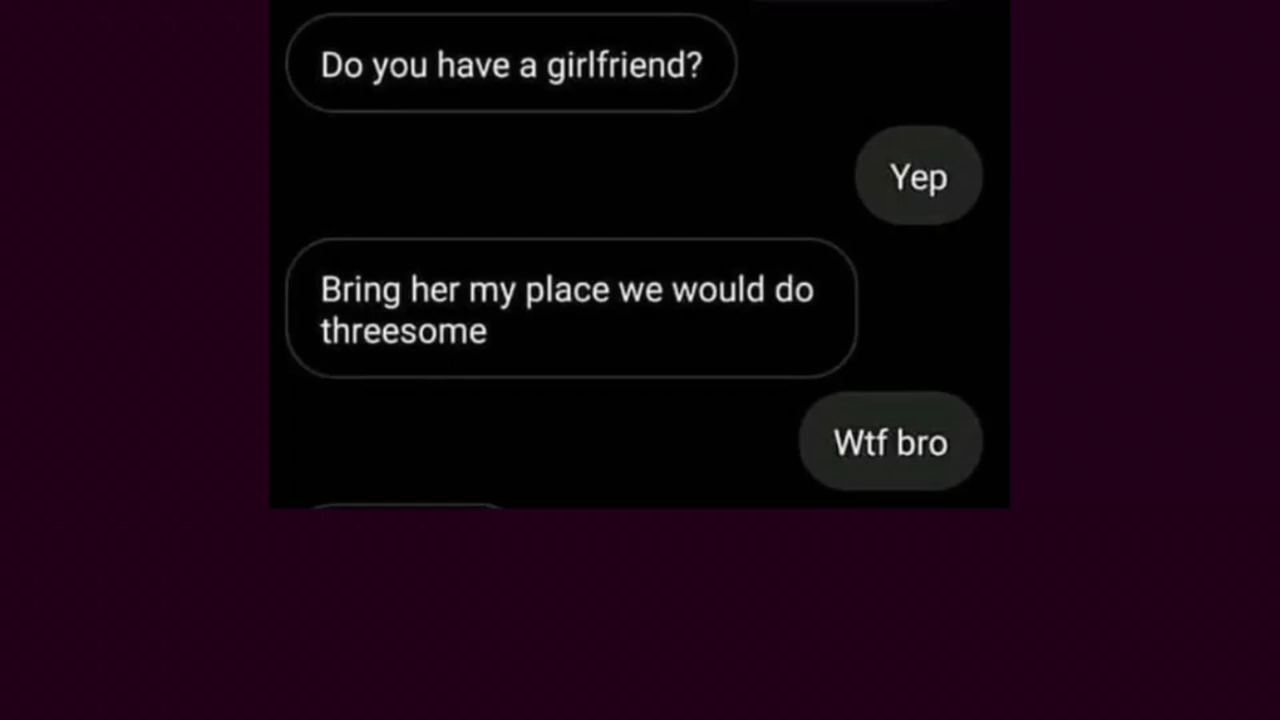 Do you have a girlfriend?
Yep
Bring her my place we would do
threesome
Wtf bro